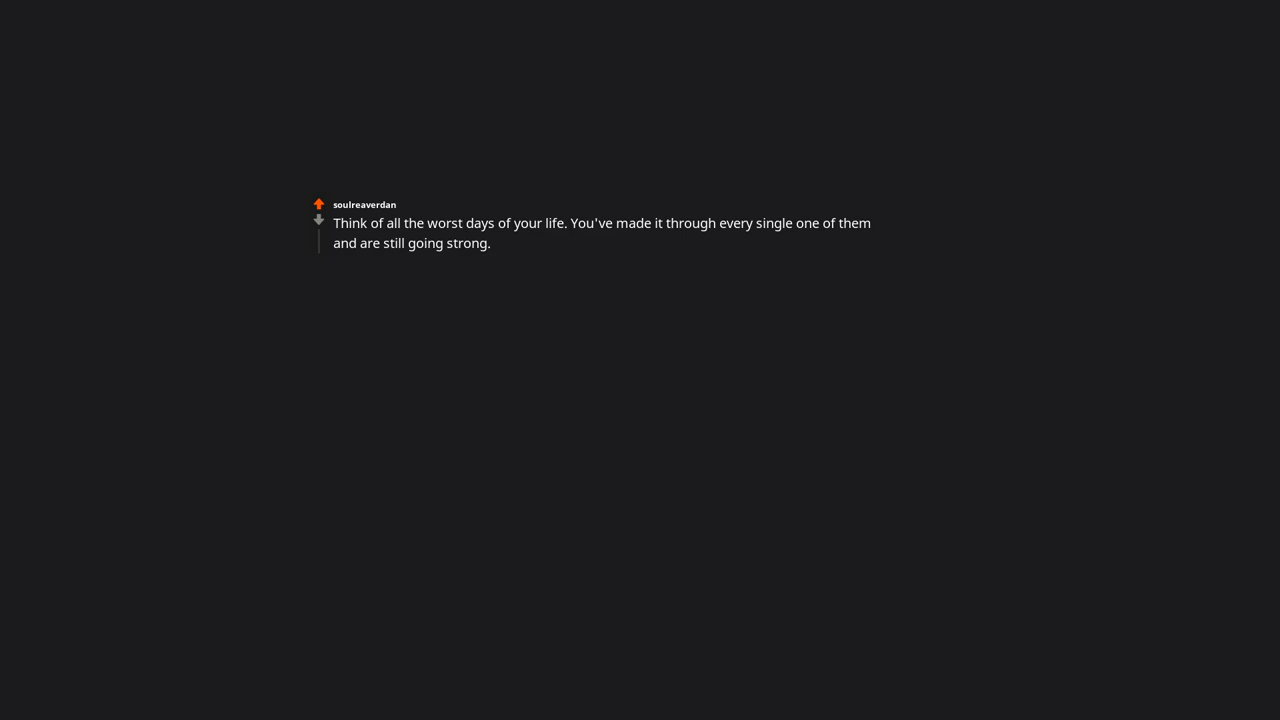 soulreaverdan
Think of all the worst days of your life. You've made it through every single one of them
and are still going strong.